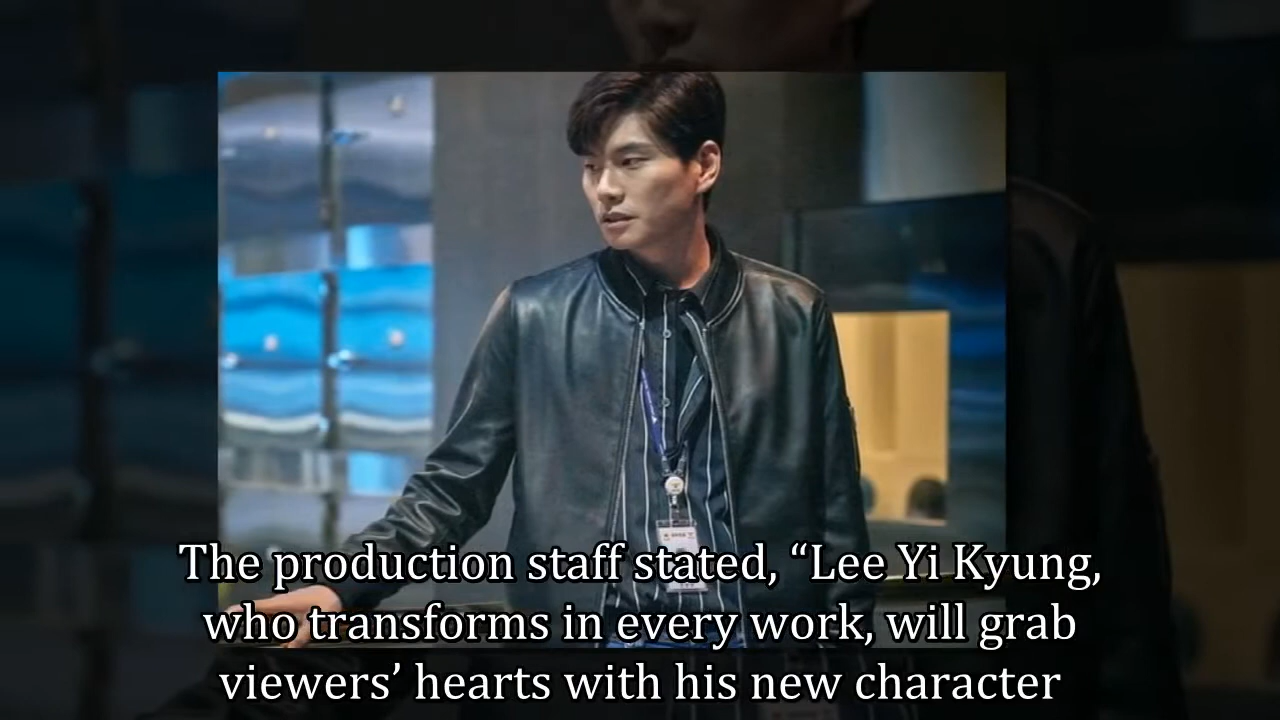 The production staff stated, “Lee Yi Kyung,
who transforms in every work, will grab
viewers’ hearts with his new character